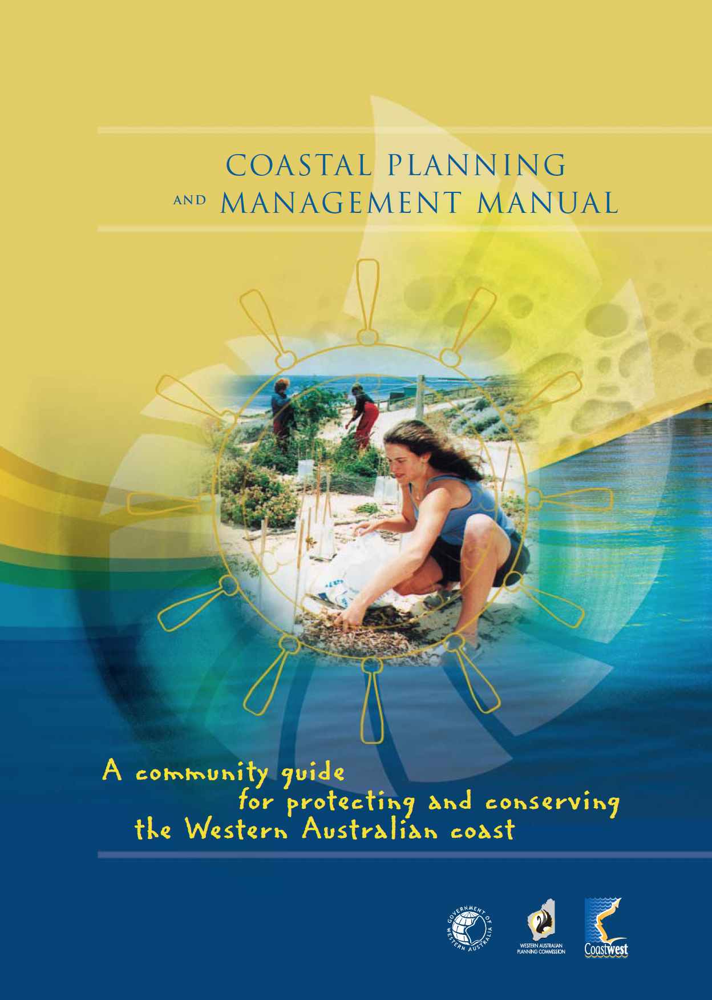 COASTAL PLANNING
AND MANAGEMENT MANUAL
A community guide
for protecting and conserving
the Western Australian coast
GOVERNMENT OF
WESTERN AUSTRALIA
WESTERN AUSTRALIAN
PLANNING COMMISSION
Coastwest